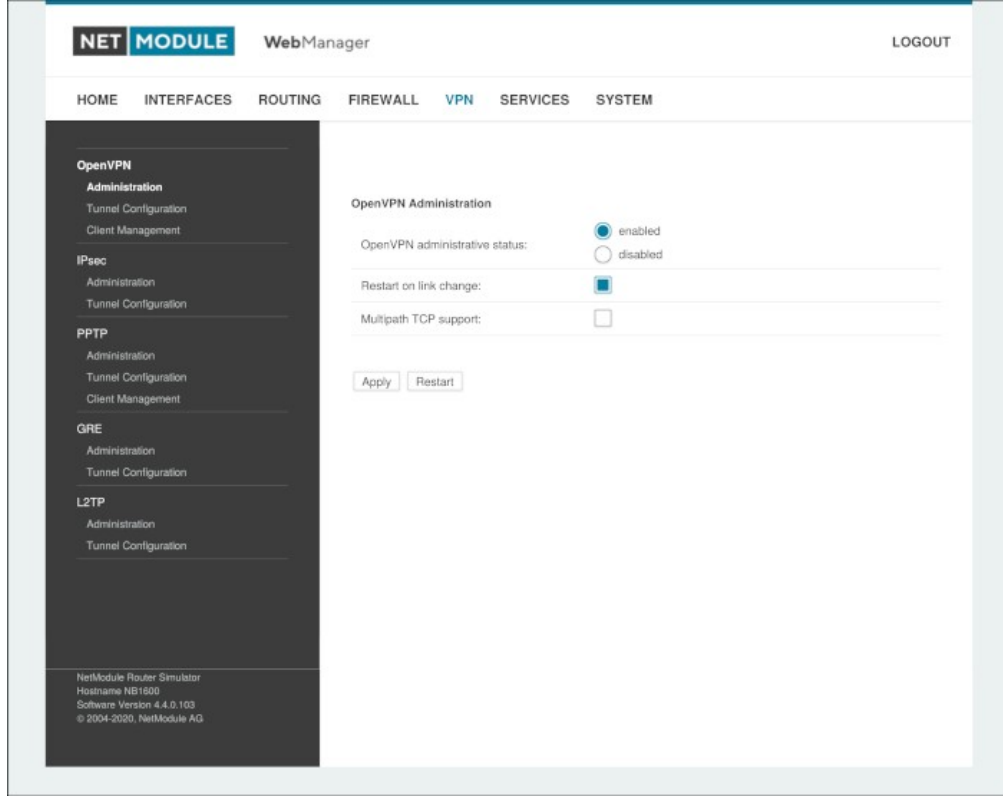 NET MODULE WebManager LOGOUT
HOME INTERFACES ROUTING FIREWALL VPN SERVICES SYSTEM
OpenVPN
Administration
Tunnel Configuration
Client Management
IPsec
Administration
Tunnel Configuration
PPTP
Administration
Tunnel Configuration
Client Management
GRE
Administration
Tunnel Configuration
L2TP
Administration
Tunnel Configuration
NetModule Router Simulator
Hostname NB1600
Software Version 4.4.0.103
© 2004-2020, NetModule AG
OpenVPN Administration
OpenVPN administrative status:
enabled
disabled
Restart on link change:
Multipath TCP support:
Apply Restart